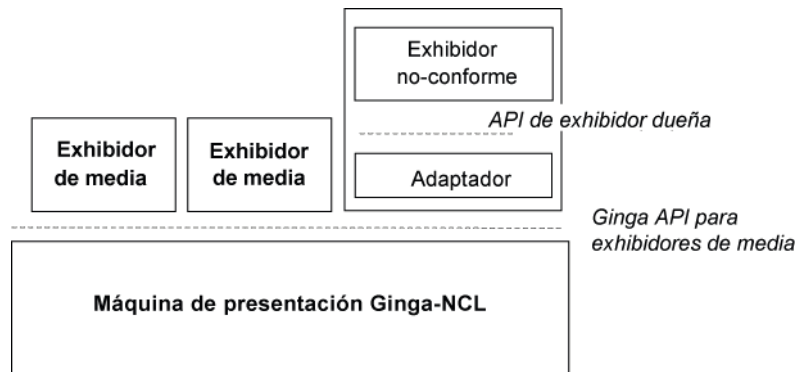 Exhibidor
no-conforme
API de exhibidor dueña
Exhibidor
de media
Exhibidor
de media
Adaptador
Ginga API para
exhibidores de media
Máquina de presentación Ginga-NCL